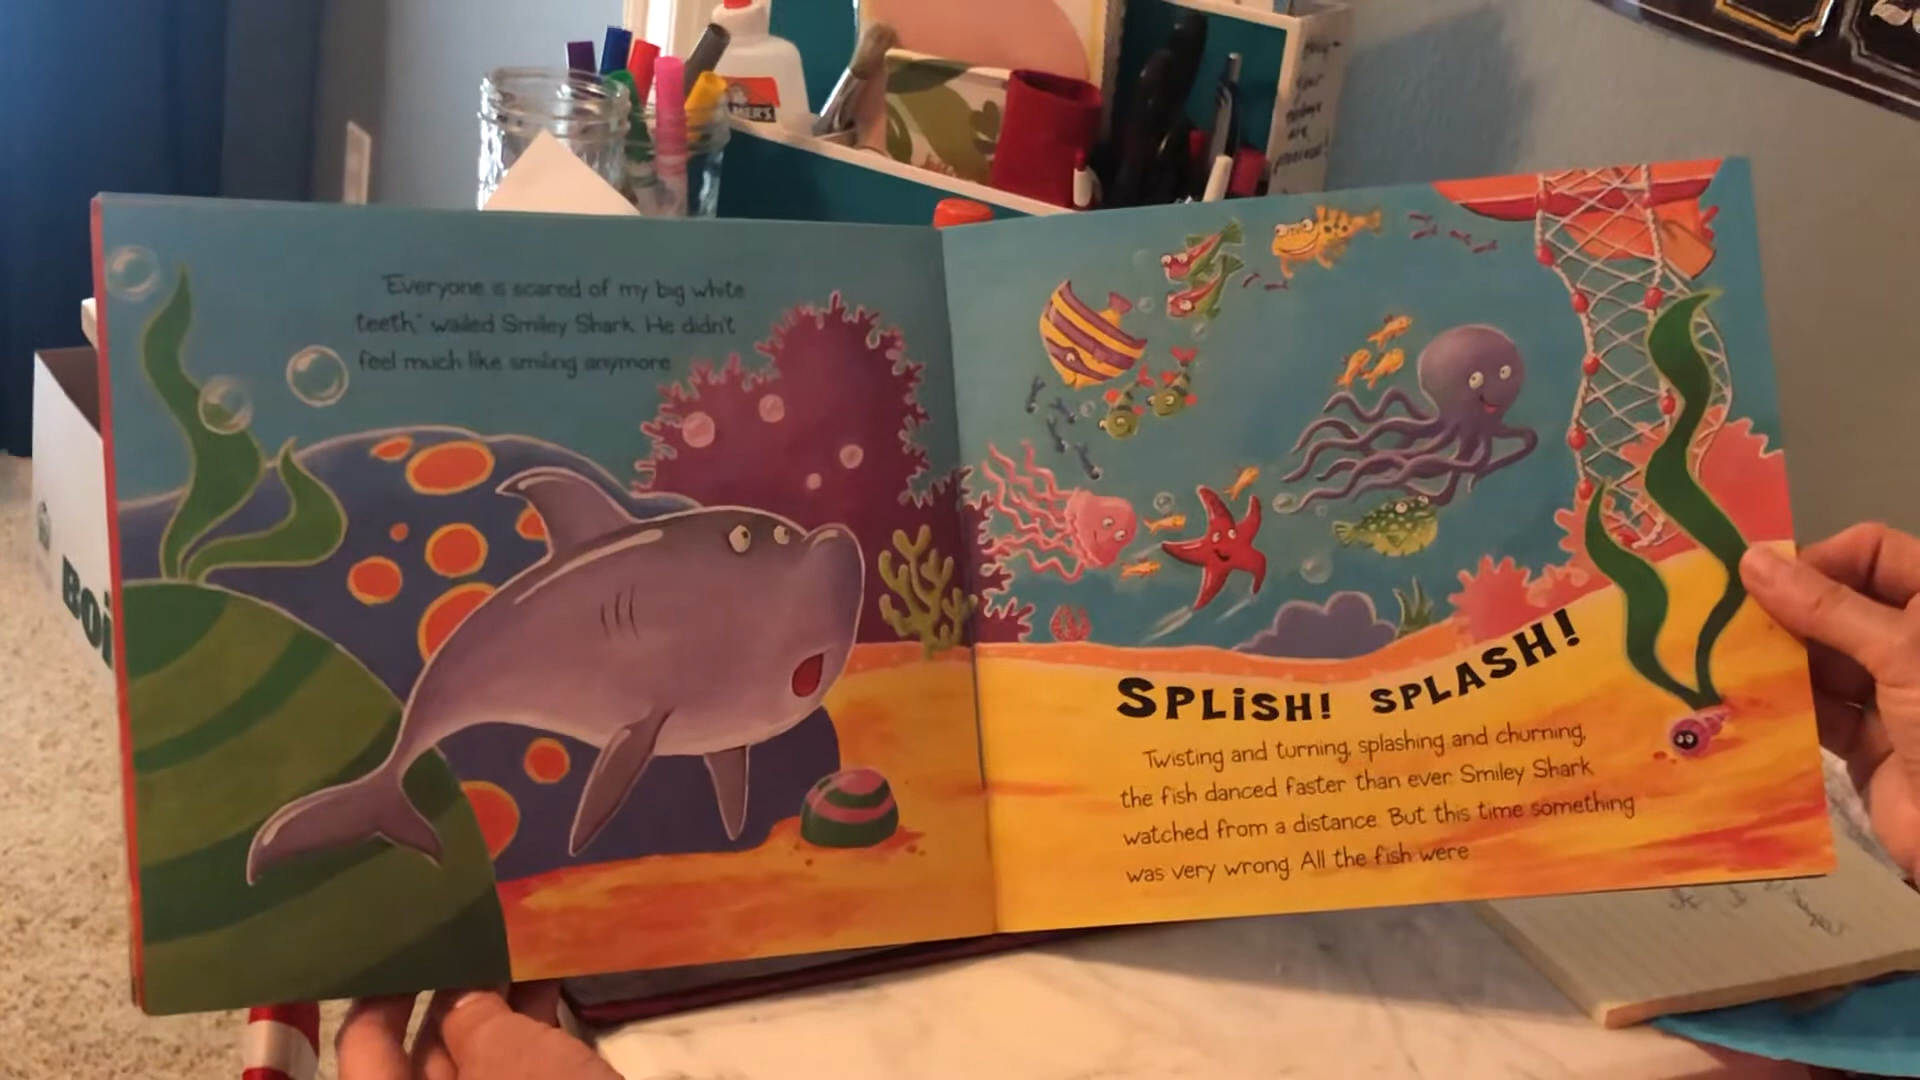 "Everyone is scared of my big white
teeth," wailed Smiley Shark. He didn't
feel much like smiling anymore.
SPLiSH! SPLASH!
Twisting and turning, splashing and churning,
the fish danced faster than ever. Smiley Shark
watched from a distance. But this time something
was very wrong. All the fish were
BOI
MER'S